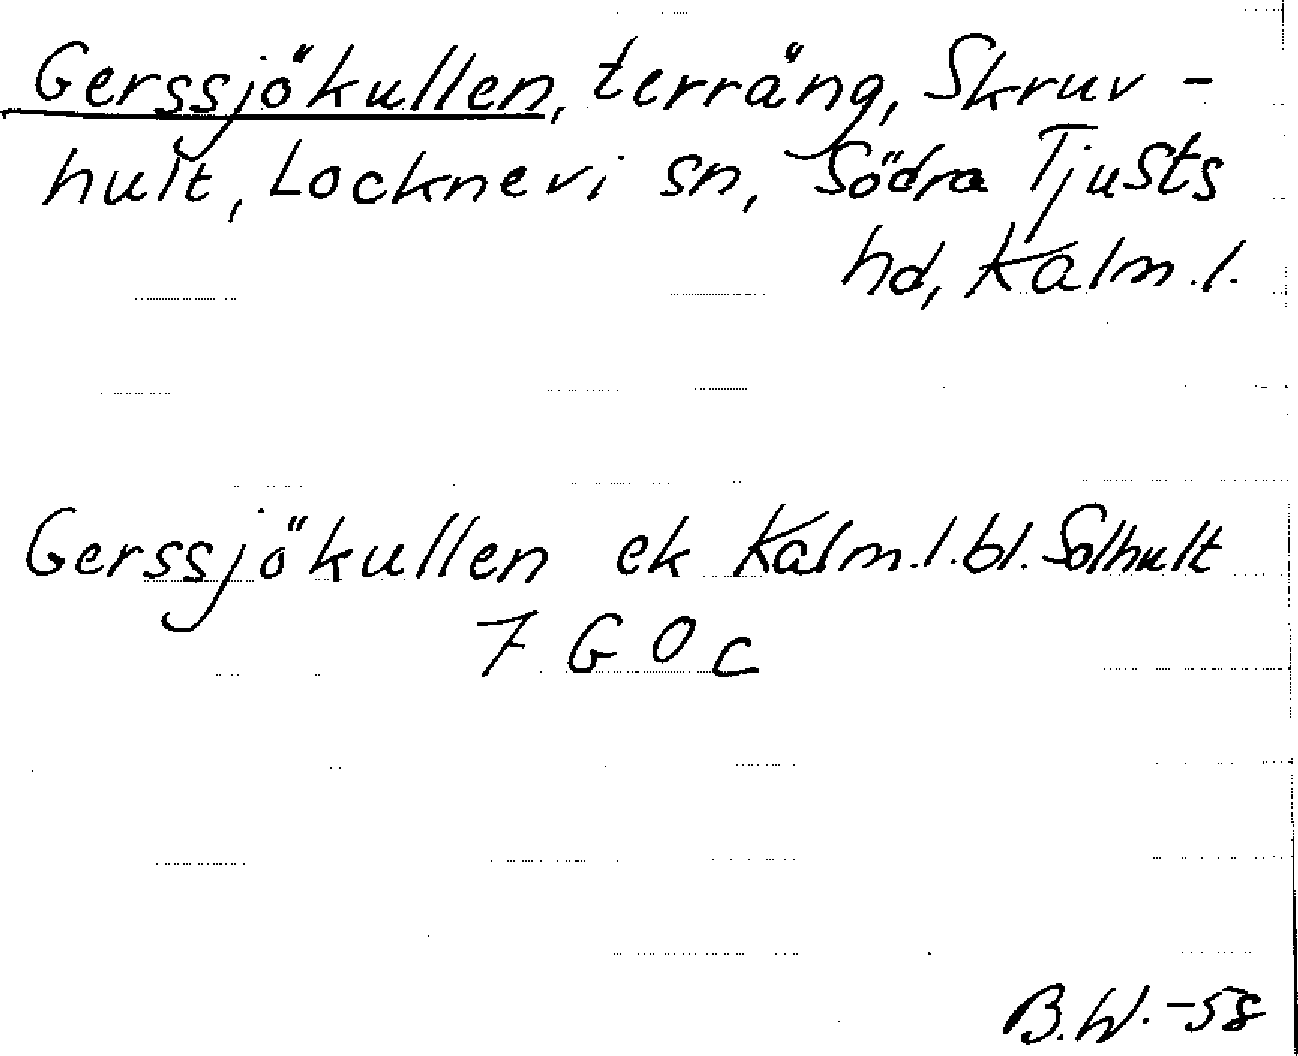 Gerssjökullen, terräng, Skruv-
hult, Locknevi sn, Södra Tjusts
hd, Kalm.l.
Gerssjökullen ek Kalm.l.bl. Solhult
7 G 0 c
B.W.-58